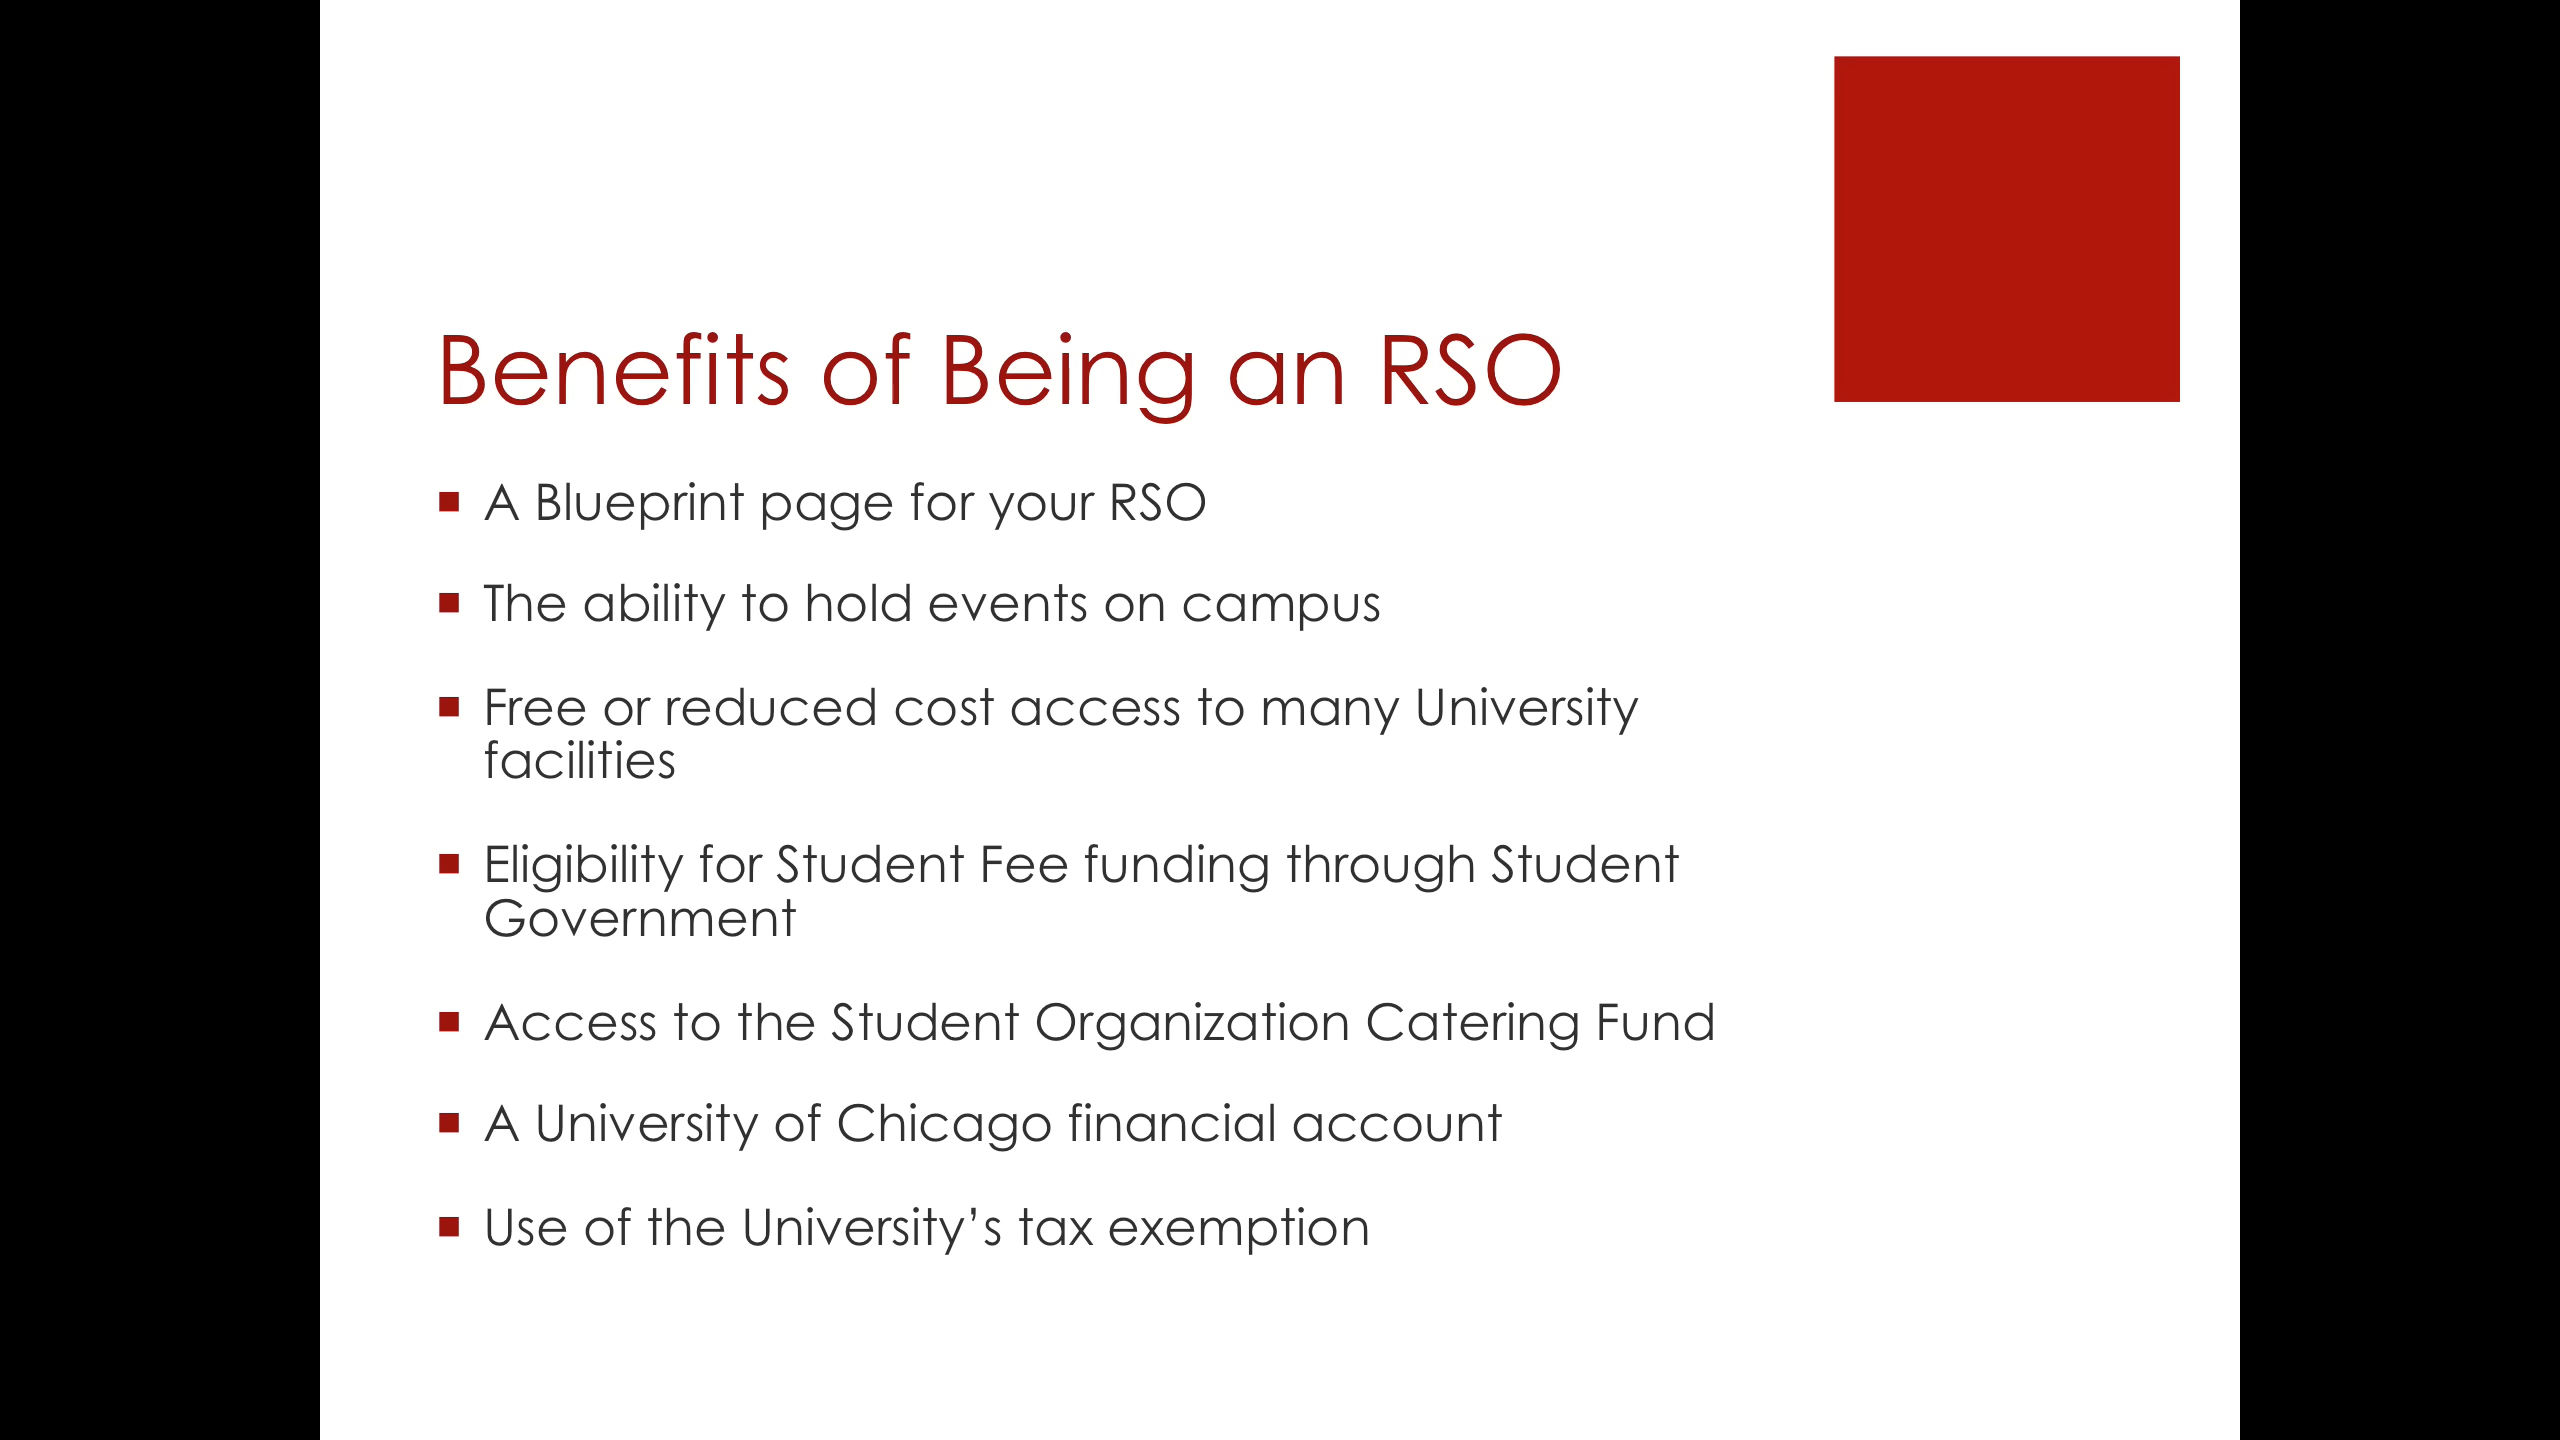 Benefits of Being an RSO
A Blueprint page for your RSO
The ability to hold events on campus
Free or reduced cost access to many University
facilities
Eligibility for Student Fee funding through Student
Government
Access to the Student Organization Catering Fund
A University of Chicago financial account
Use of the University’s tax exemption